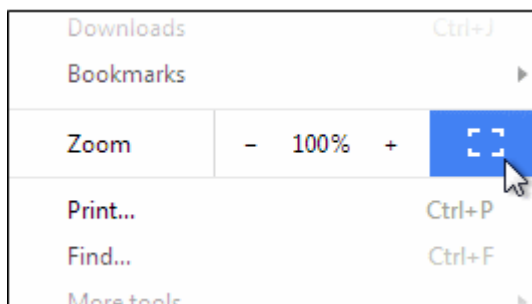 Downloads Ctrl+J
Bookmarks
Zoom - 100% +
Print... Ctrl+P
Find... Ctrl+F
More tools